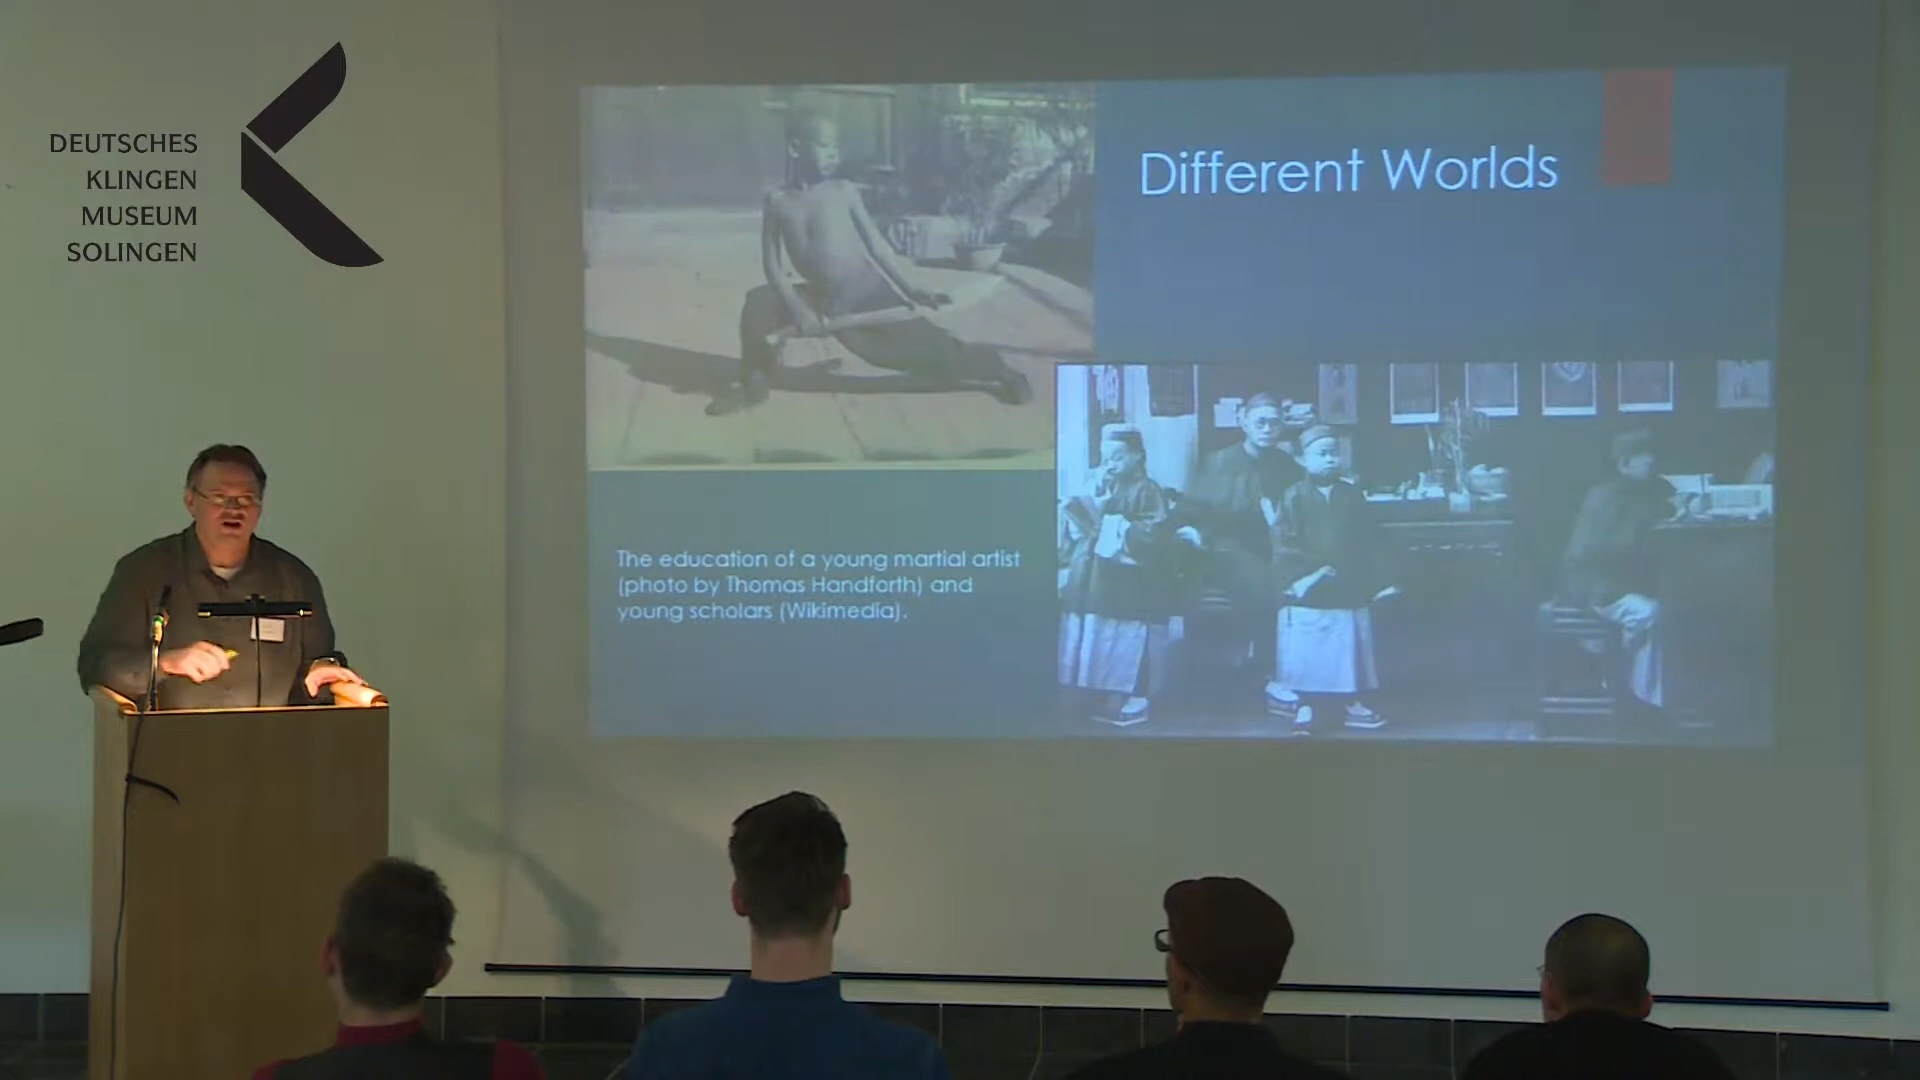 DEUTSCHES
KLINGEN
MUSEUM
SOLINGEN
Different Worlds
The education of a young martial artist
(photo by Thomas Handforth) and
young scholars (Wikimedia).